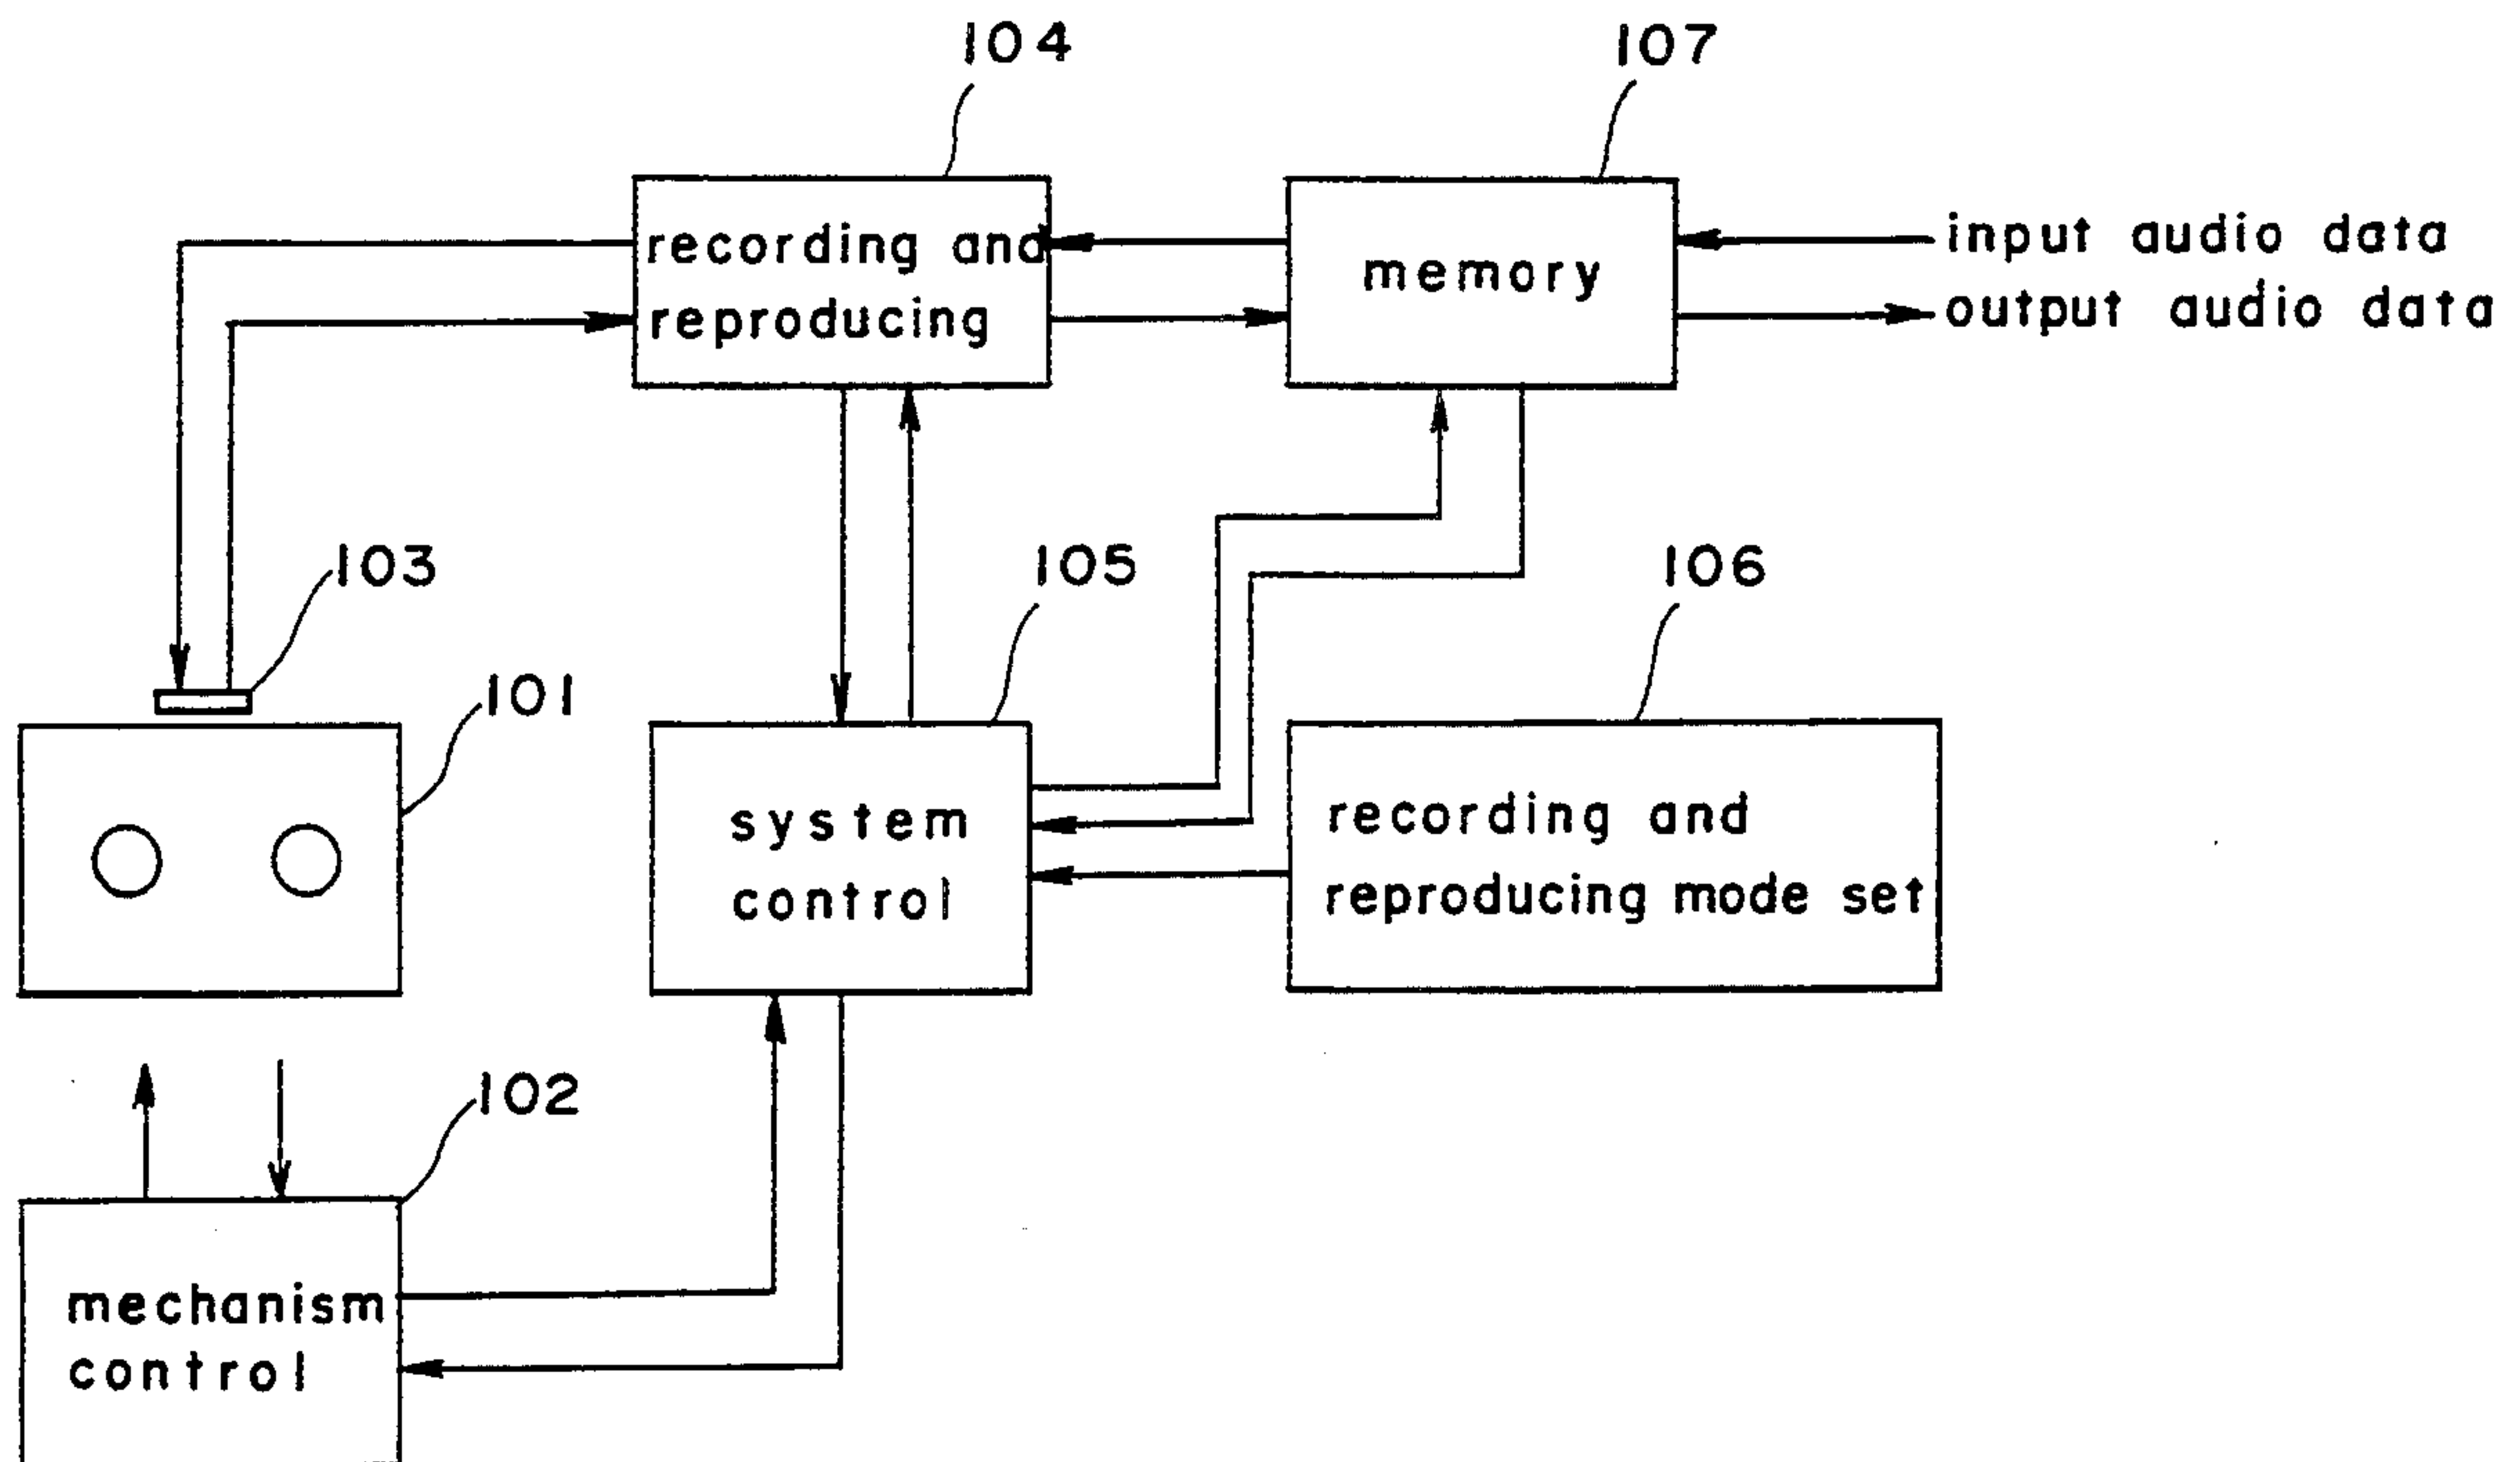 104
107
recording and
reproducing
memory
input audio data
output audio data
103
105
106
101
system
control
recording and
reproducing mode set
102
mechanism
control